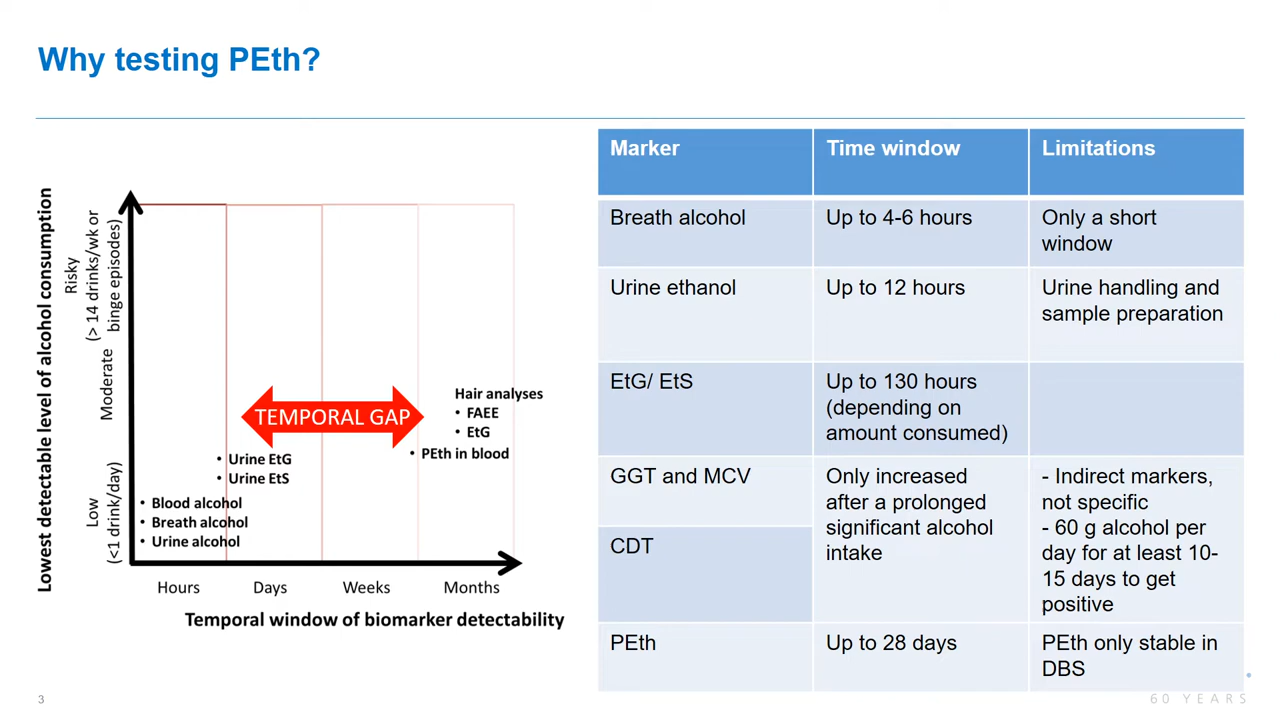 Why testing PEth?
Lowest detectable level of alcohol consumption
Risky
(> 14 drinks/wk or
binge episodes)
Moderate
Low
(<1 drink/day)
TEMPORAL GAP
Hair analyses
• FAEE
• EtG
• PEth in blood
• Urine EtG
• Urine EtS
• Blood alcohol
• Breath alcohol
• Urine alcohol
Hours Days Weeks Months
Temporal window of biomarker detectability
Marker Time window Limitations
Breath alcohol Up to 4-6 hours Only a short
window
Urine ethanol Up to 12 hours Urine handling and
sample preparation
EtG/ EtS Up to 130 hours
(depending on
amount consumed)
GGT and MCV Only increased
after a prolonged
significant alcohol
intake
- Indirect markers,
not specific
- 60 g alcohol per
day for at least 10-
15 days to get
positive
CDT
PEth Up to 28 days PEth only stable in
DBS
3
60 YEARS